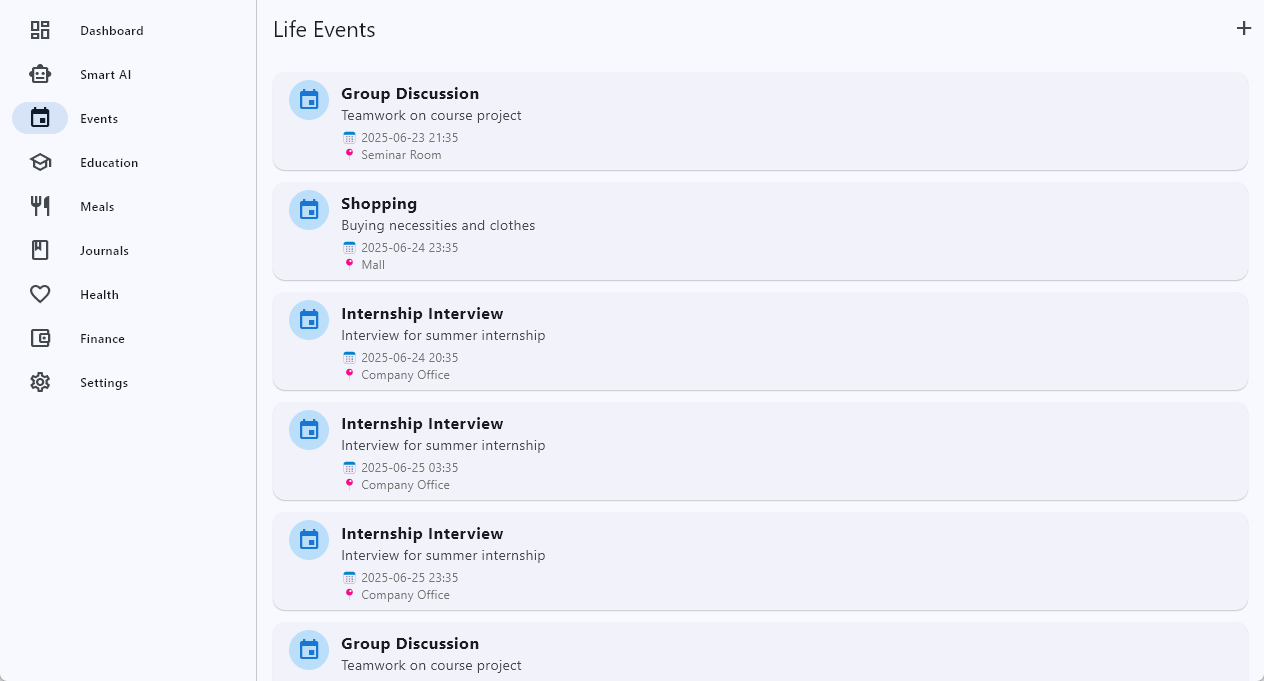 Dashboard
Smart AI
Events
Education
Meals
Journals
Health
Finance
Settings
Life Events
Group Discussion
Teamwork on course project
2025-06-23 21:35
Seminar Room
Shopping
Buying necessities and clothes
2025-06-24 23:35
Mall
Internship Interview
Interview for summer internship
2025-06-24 20:35
Company Office
Internship Interview
Interview for summer internship
2025-06-25 03:35
Company Office
Internship Interview
Interview for summer internship
2025-06-25 23:35
Company Office
Group Discussion
Teamwork on course project